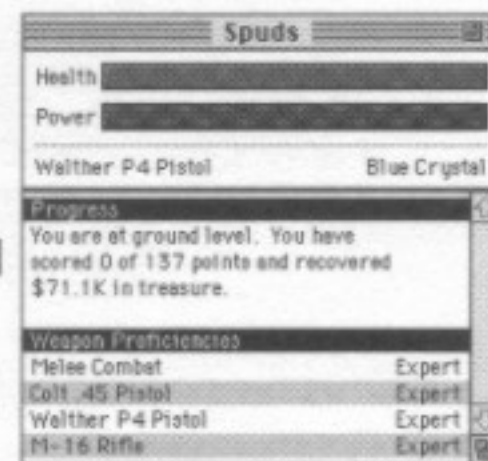 Spuds
Health
Power
Walther P4 Pistol Blue Crystal
Progress
You are at ground level. You have
scored 0 of 137 points and recovered
$71.1K in treasure.
Weapon Proficiencies
Melee Combat Expert
Colt .45 Pistol Expert
Walther P4 Pistol Expert
M-16 Rifle Expert